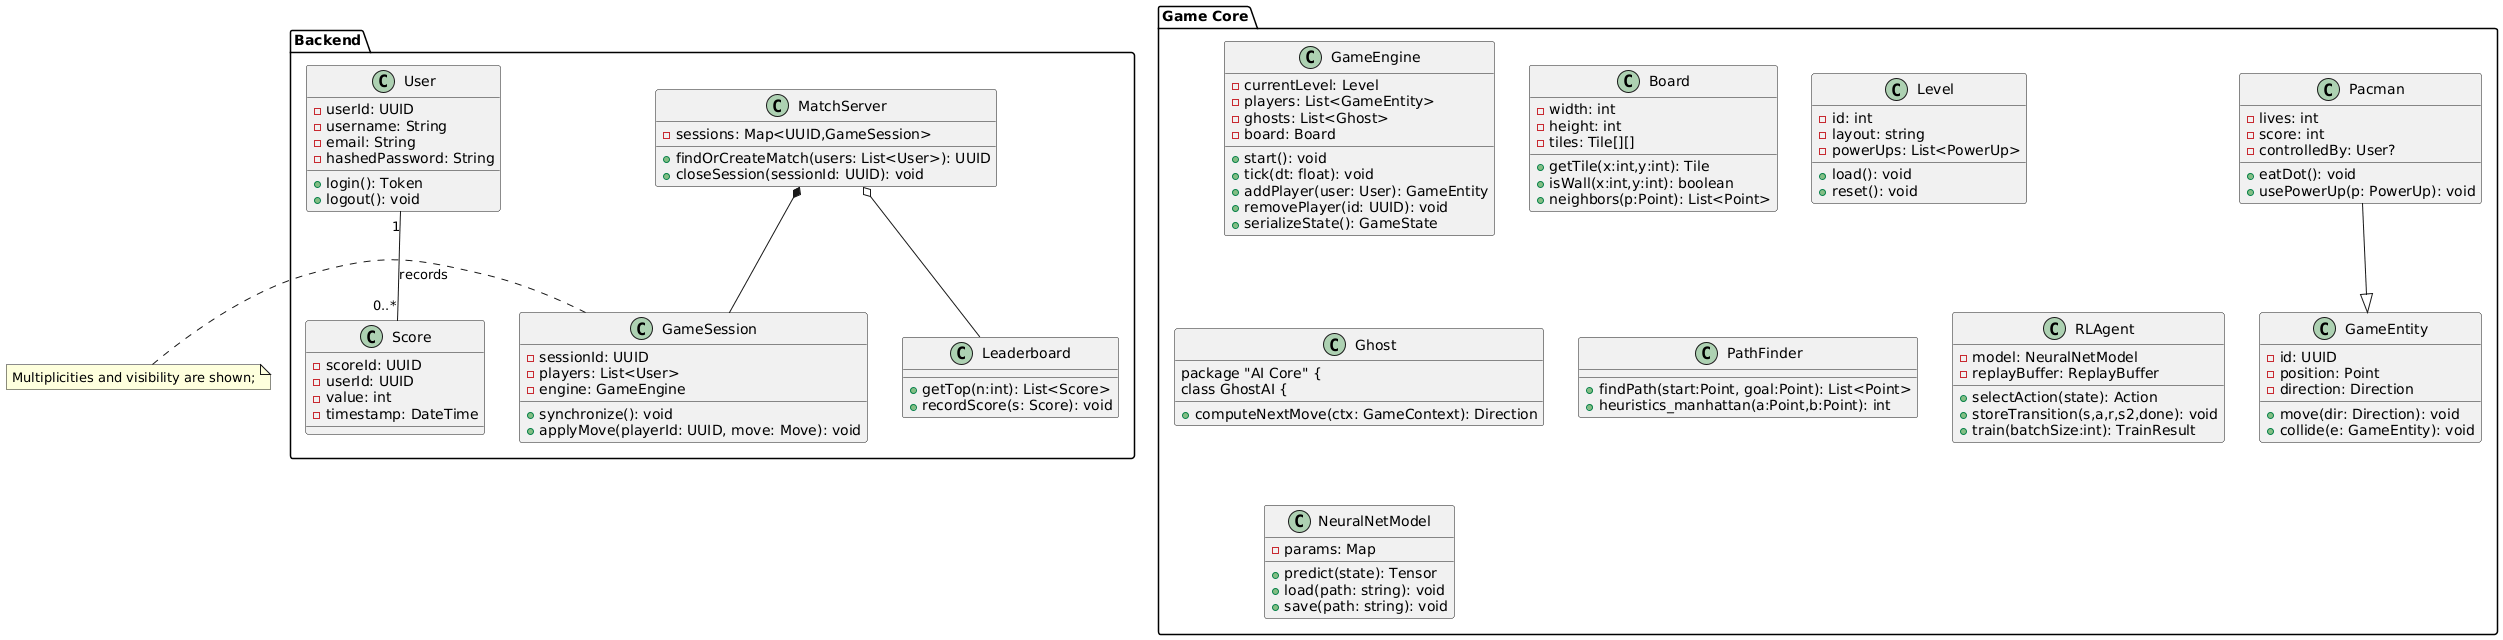 Backend
C User
userId: UUID
username: String
email: String
hashedPassword: String
login(): Token
logout(): void
C MatchServer
sessions: Map<UUID,GameSession>
findOrCreateMatch(users: List<User>): UUID
closeSession(sessionId: UUID): void
1
records
0..*
C Score
scoreId: UUID
userId: UUID
value: int
timestamp: DateTime
C GameSession
sessionId: UUID
players: List<User>
engine: GameEngine
synchronize(): void
applyMove(playerId: UUID, move: Move): void
C Leaderboard
getTop(n:int): List<Score>
recordScore(s: Score): void
Multiplicities and visibility are shown;
Game Core
C GameEngine
currentLevel: Level
players: List<GameEntity>
ghosts: List<Ghost>
board: Board
start(): void
tick(dt: float): void
addPlayer(user: User): GameEntity
removePlayer(id: UUID): void
serializeState(): GameState
C Board
width: int
height: int
tiles: Tile[][]
getTile(x:int,y:int): Tile
isWall(x:int,y:int): boolean
neighbors(p:Point): List<Point>
C Level
id: int
layout: string
powerUps: List<PowerUp>
load(): void
reset(): void
C Pacman
lives: int
score: int
controlledBy: User?
eatDot(): void
usePowerUp(p: PowerUp): void
C Ghost
package "AI Core" {
class GhostAI {
computeNextMove(ctx: GameContext): Direction
C PathFinder
findPath(start:Point, goal:Point): List<Point>
heuristics_manhattan(a:Point,b:Point): int
C RLAgent
model: NeuralNetModel
replayBuffer: ReplayBuffer
selectAction(state): Action
storeTransition(s,a,r,s2,done): void
train(batchSize:int): TrainResult
C GameEntity
id: UUID
position: Point
direction: Direction
move(dir: Direction): void
collide(e: GameEntity): void
C NeuralNetModel
params: Map
predict(state): Tensor
load(path: string): void
save(path: string): void